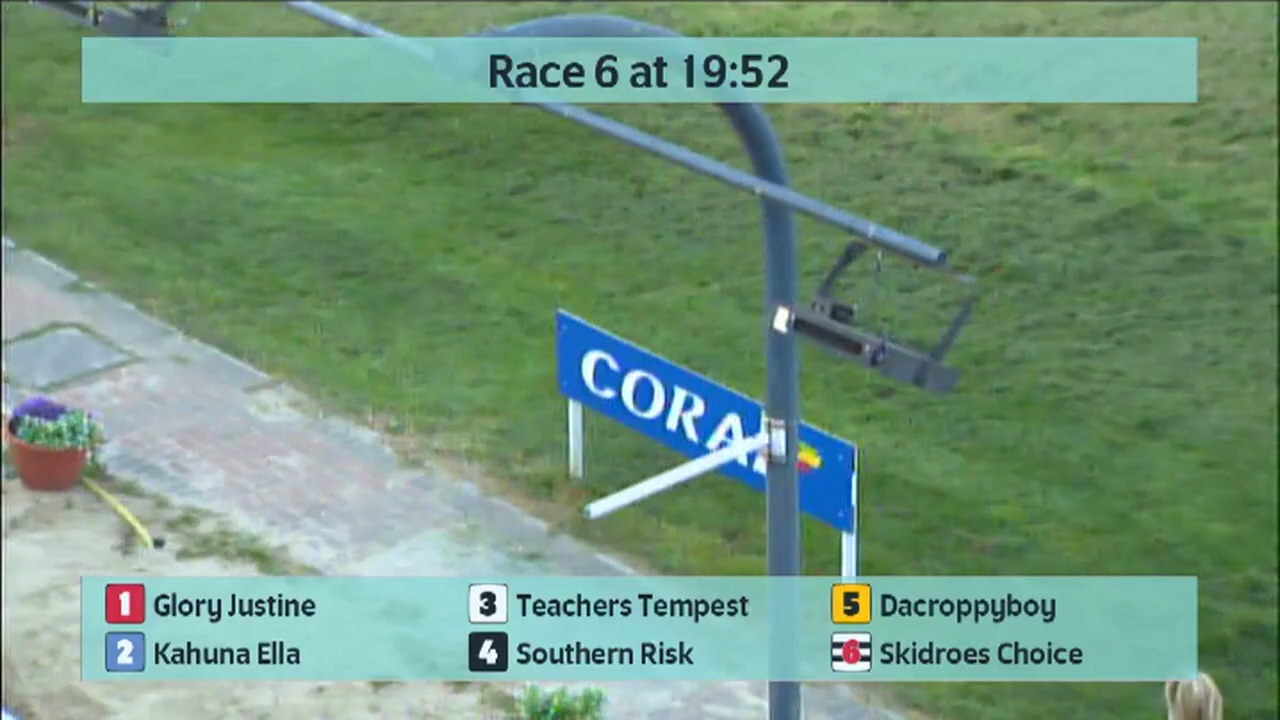 Race 6 at 19:52
CORAL
1 Glory Justine
2 Kahuna Ella
3 Teachers Tempest
4 Southern Risk
5 Dacroppyboy
6 Skidroes Choice